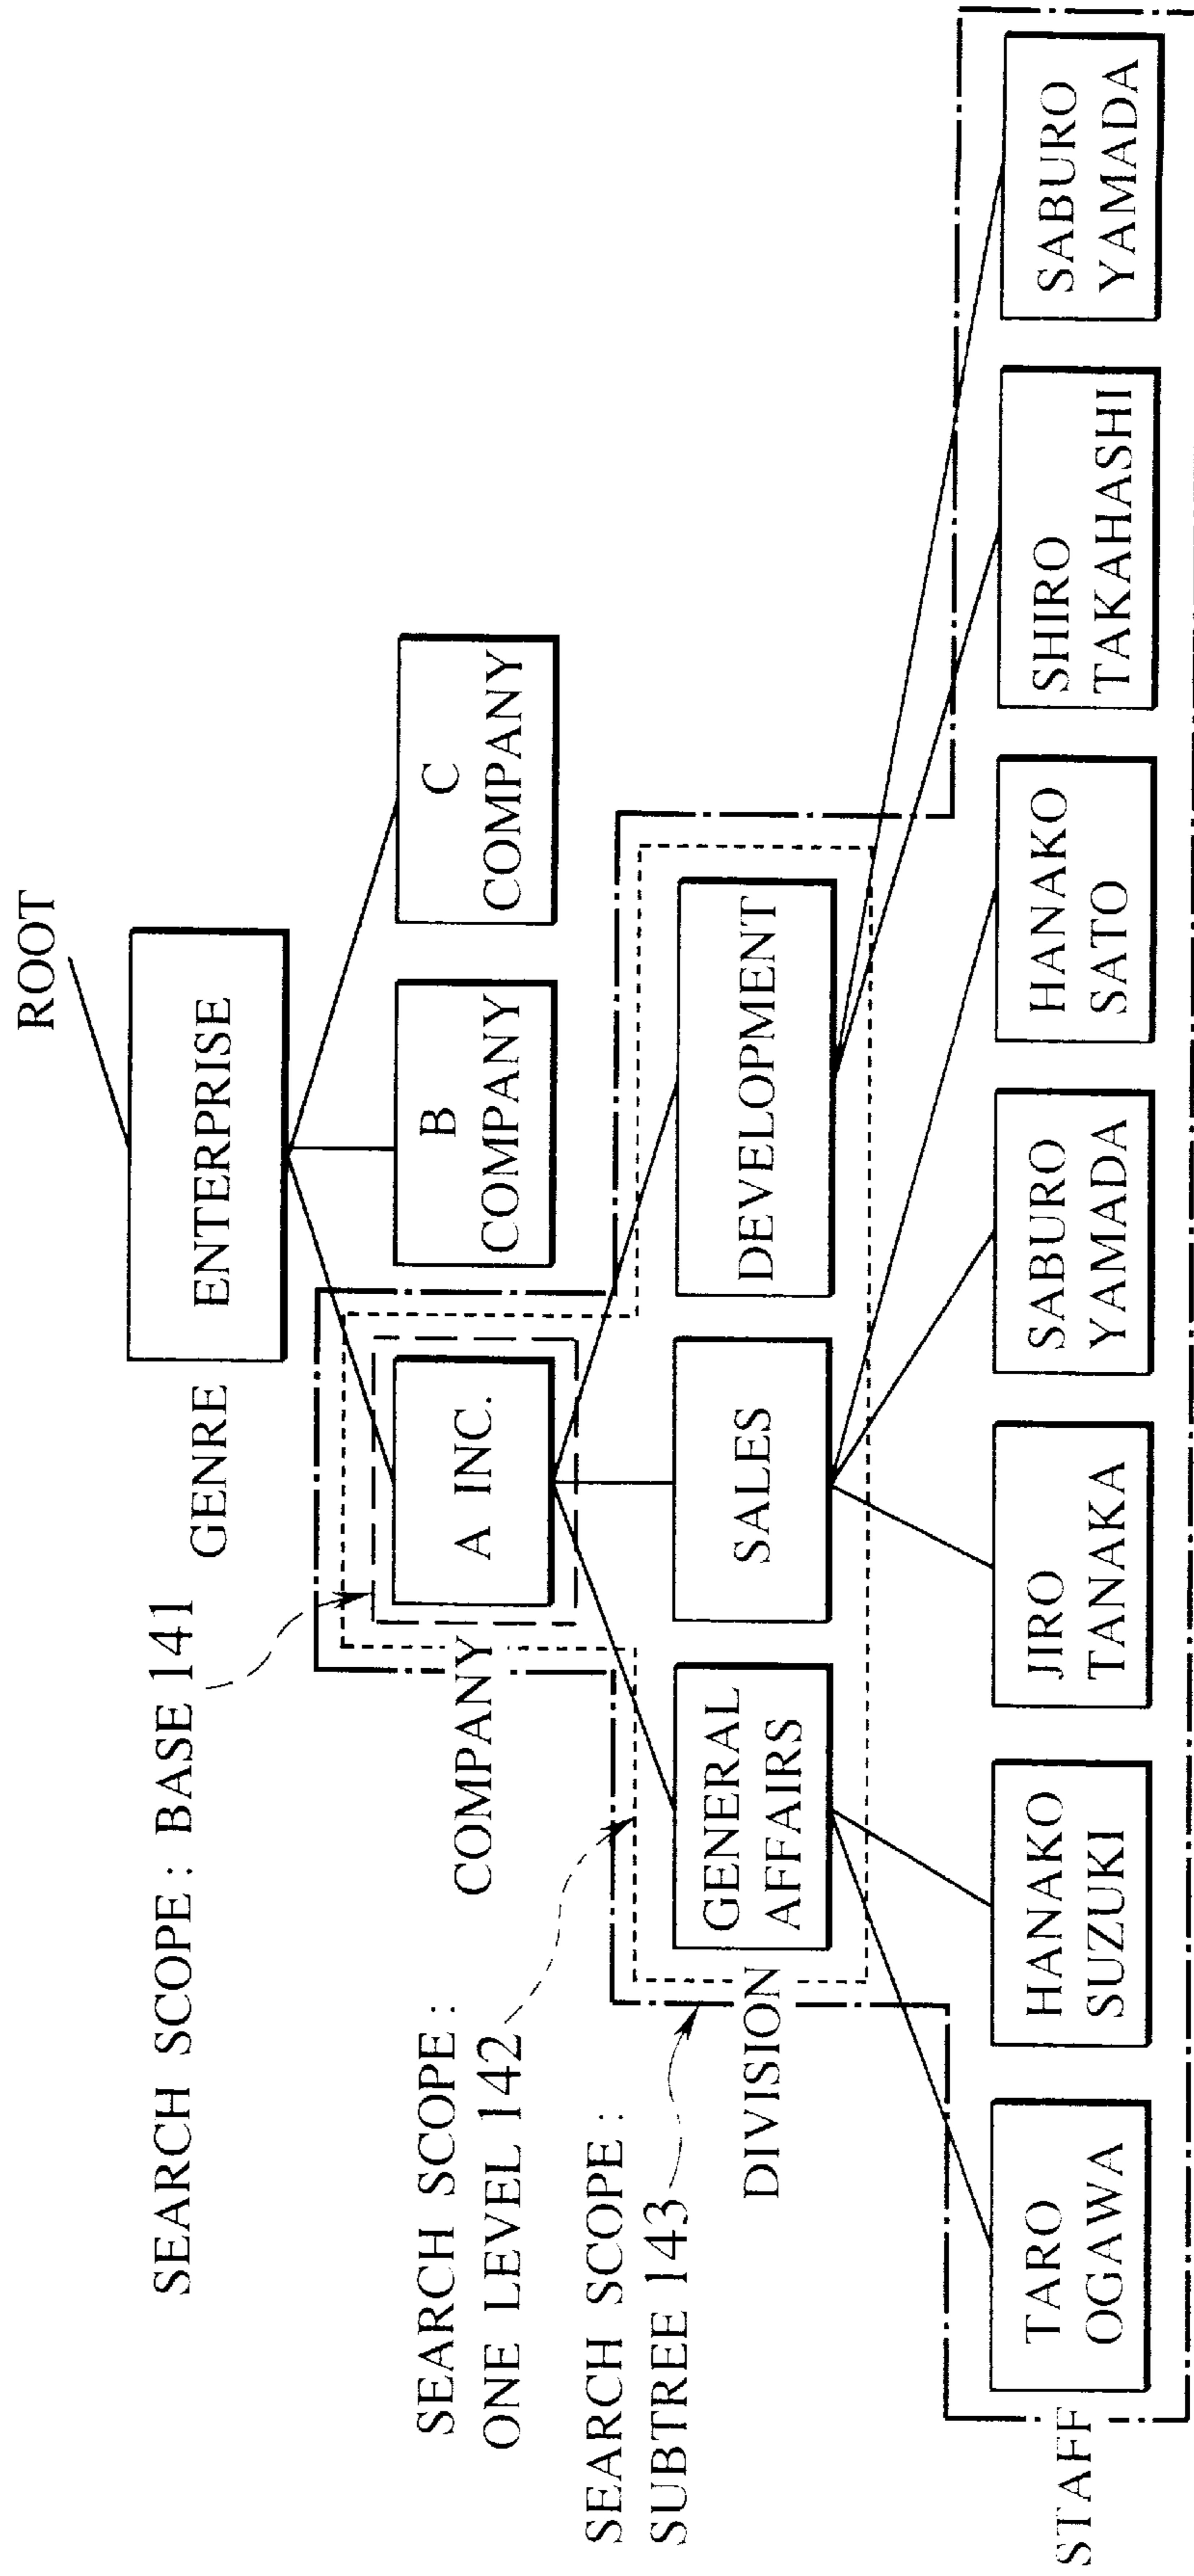 ROOT
GENRE
ENTERPRISE
SEARCH SCOPE : BASE 141
COMPANY
A INC.
B
COMPANY
C
COMPANY
SEARCH SCOPE :
ONE LEVEL 142
SEARCH SCOPE :
SUBTREE 143
DIVISION
GENERAL
AFFAIRS
SALES
DEVELOPMENT
STAFF
TARO
OGAWA
HANAKO
SUZUKI
JIRO
TANAKA
SABURO
YAMADA
HANAKO
SATO
SHIRO
TAKAHASHI
SABURO
YAMADA